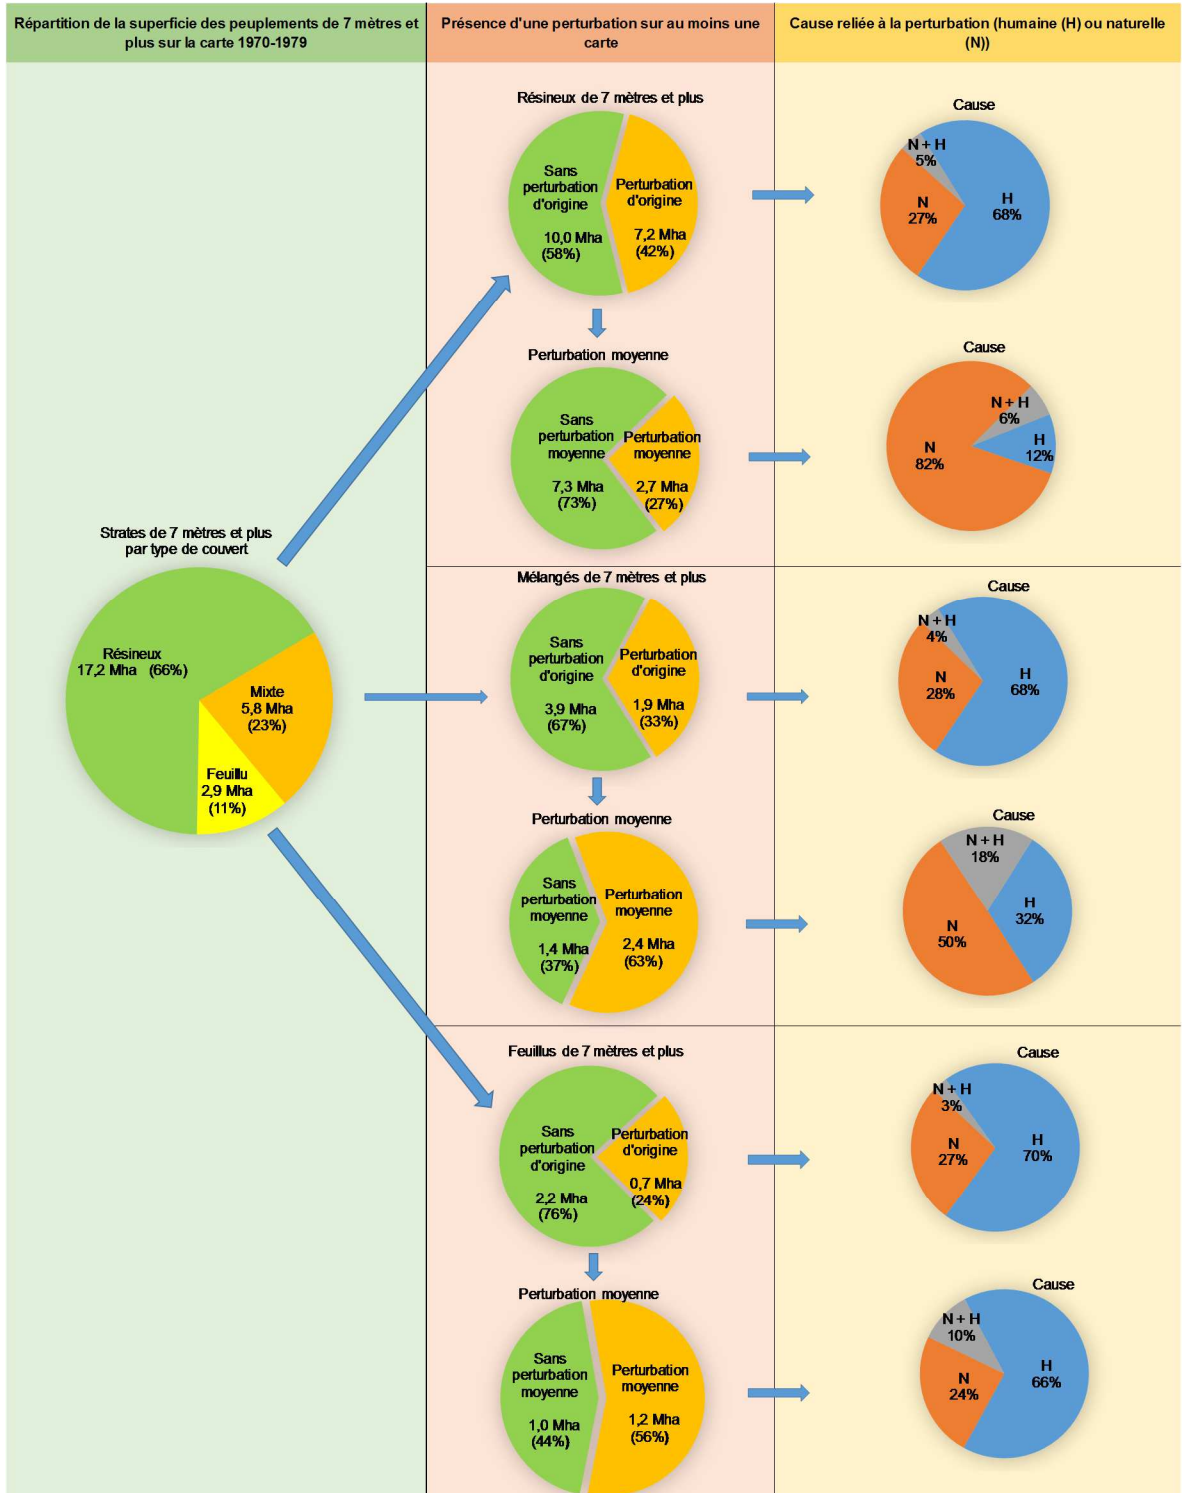 Répartition de la superficie des peuplements de 7 mètres et
plus sur la carte 1970-1979
Présence d'une perturbation sur au moins une
carte
Cause reliée à la perturbation (humaine (H) ou naturelle
(N))
Strates de 7 mètres et plus
par type de couvert
Résineux
17,2 Mha (66%)
Mixte
5,8 Mha
(23%)
Feuillu
2,9 Mha
(11%)
Résineux de 7 mètres et plus
Sans
perturbation
d'origine
10,0 Mha
(58%)
Perturbation
d'origine
7,2 Mha
(42%)
Cause
N + H
5%
N
27%
H
68%
Perturbation moyenne
Sans
perturbation
moyenne
7,3 Mha
(73%)
Perturbation
moyenne
2,7 Mha
(27%)
Cause
N + H
6%
N
82%
H
12%
Mélangés de 7 mètres et plus
Sans
perturbation
d'origine
3,9 Mha
(67%)
Perturbation
d'origine
1,9 Mha
(33%)
Cause
N + H
4%
N
28%
H
68%
Perturbation moyenne
Sans
perturbation
moyenne
1,4 Mha
(37%)
Perturbation
moyenne
2,4 Mha
(63%)
Cause
N + H
18%
N
50%
H
32%
Feuillus de 7 mètres et plus
Sans
perturbation
d'origine
2,2 Mha
(76%)
Perturbation
d'origine
0,7 Mha
(24%)
Cause
N + H
3%
N
27%
H
70%
Perturbation moyenne
Sans
perturbation
moyenne
1,0 Mha
(44%)
Perturbation
moyenne
1,2 Mha
(56%)
Cause
N + H
10%
N
24%
H
66%